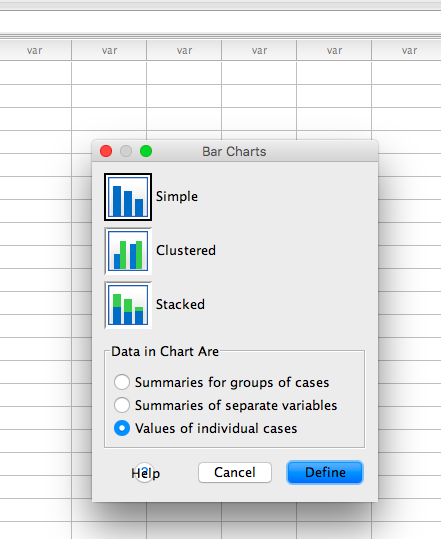 var var var var var var
Bar Charts
Simple
Clustered
Stacked
Data in Chart Are
Summaries for groups of cases
Summaries of separate variables
Values of individual cases
Help Cancel Define